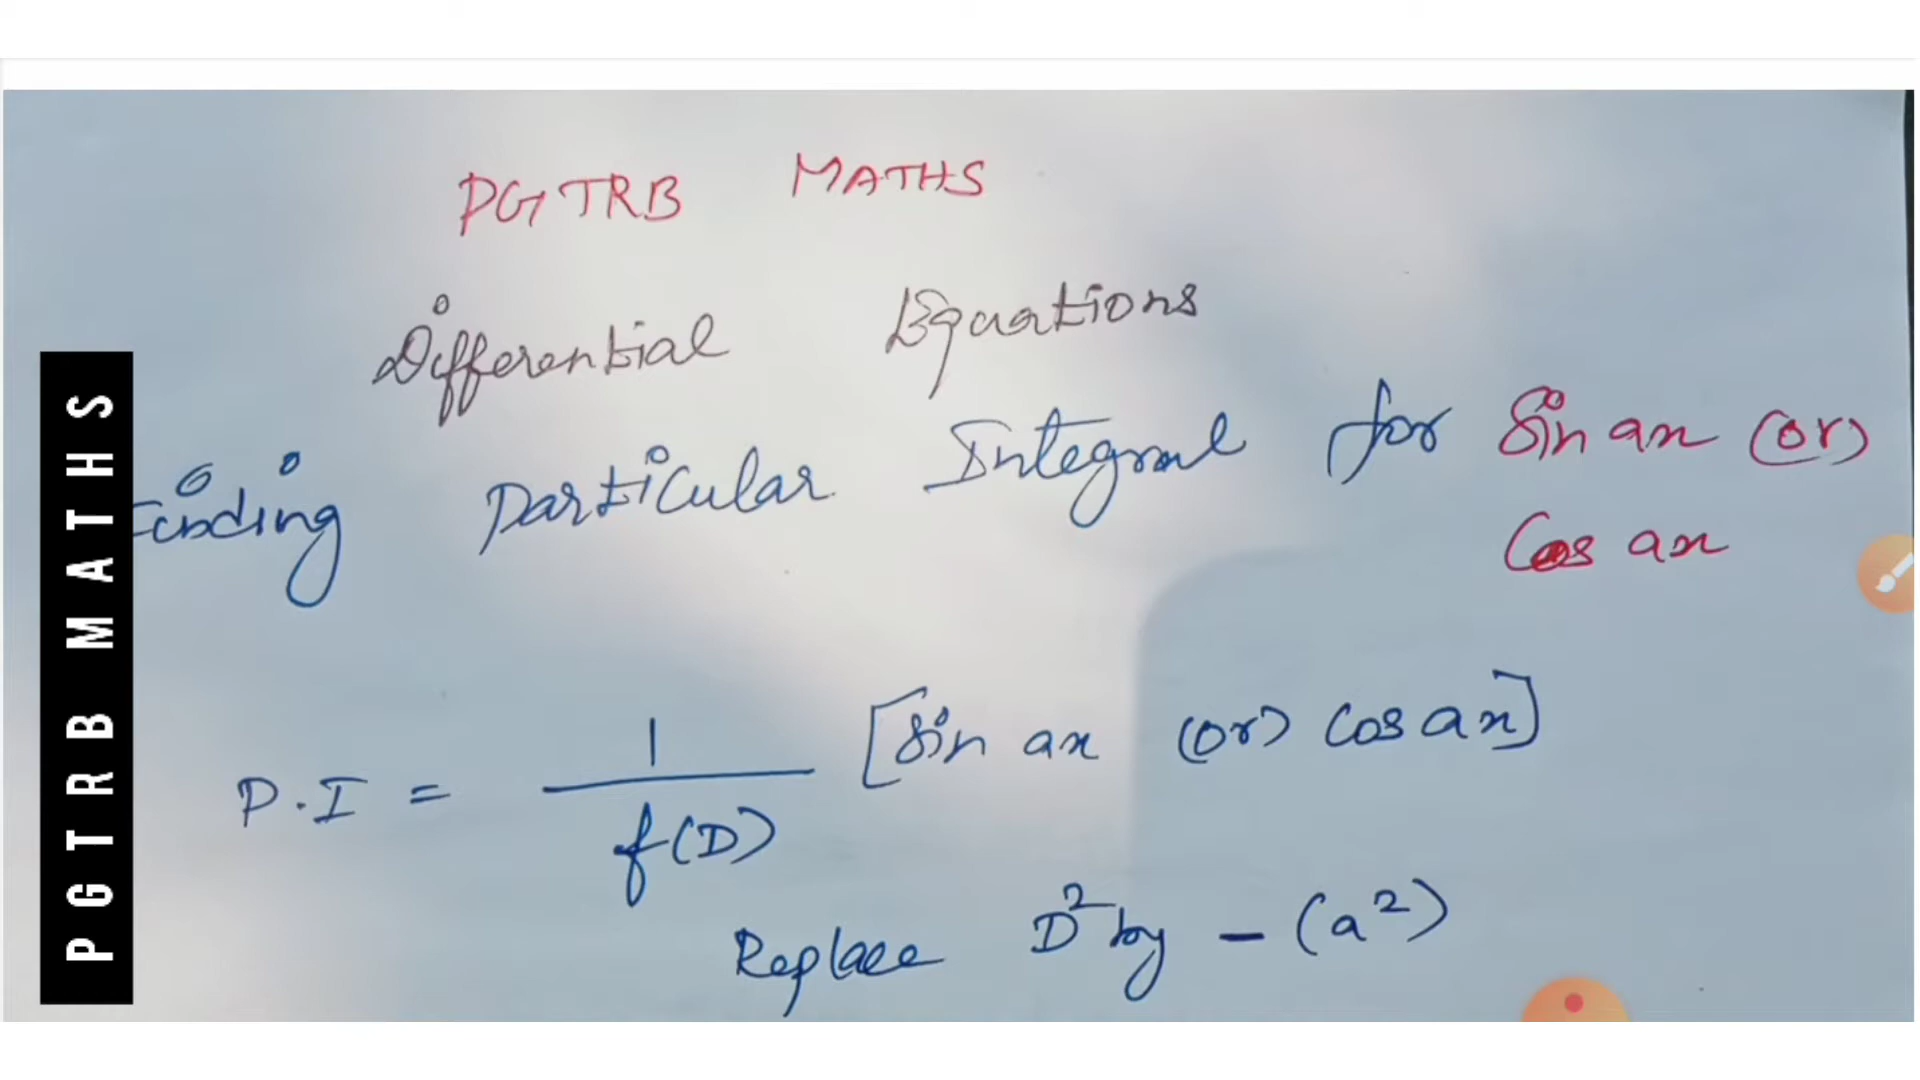 PGTRB MATHS
Differential Equations
Finding Particular Integral for Sin ax (or)
Cos ax
P.I = 1/f(D) [Sin ax (or) Cos ax]
Replace D² by - (a²)
PGTRB MATHS